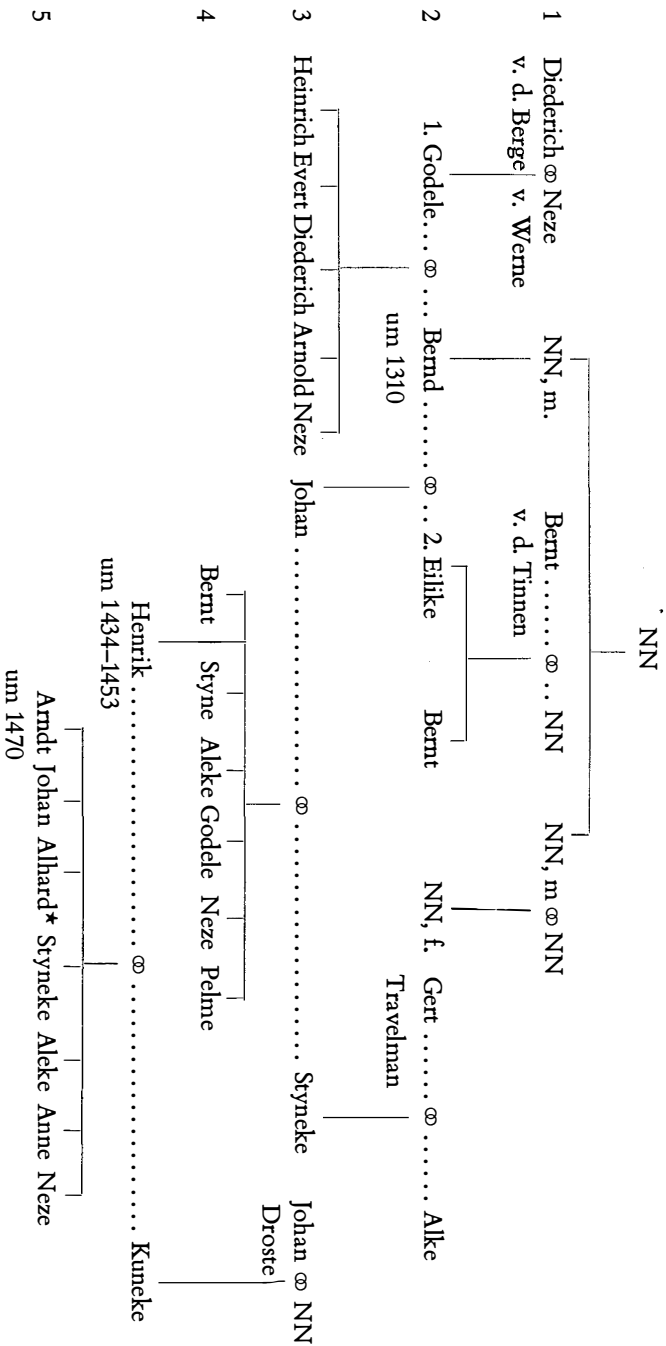 NN
1 Diederich ⚭ Neze NN, m. Bernt . . . . . . ⚭ . . NN NN, m ⚭ NN
v. d. Berge v. Werne v. d. Tinnen
2 1. Godele . . . ⚭ . . . Bernd . . . . . . . ⚭ . . 2. Eilike Bernt NN, f. Gert . . . . . . ⚭ . . . . . . . Alke
um 1310 Travelman
3 Heinrich Evert Diederich Arnold Neze Johan . . . . . . . . . . . . . . . . . . . . . . . . . ⚭ . . . . . . . . . . . . . . . . . . . . . . . . Styneke Johan ⚭ NN
Droste
4 Bernt Styne Aleke Godele Neze Pelme
Henrik . . . . . . . . . . . . . . . . . . . . . . . . ⚭ . . . . . . . . . . . . . . . . . . . . . . . Kuneke
um 1434–1453
5 Arndt Johan Alhard* Styneke Aleke Anne Neze
um 1470